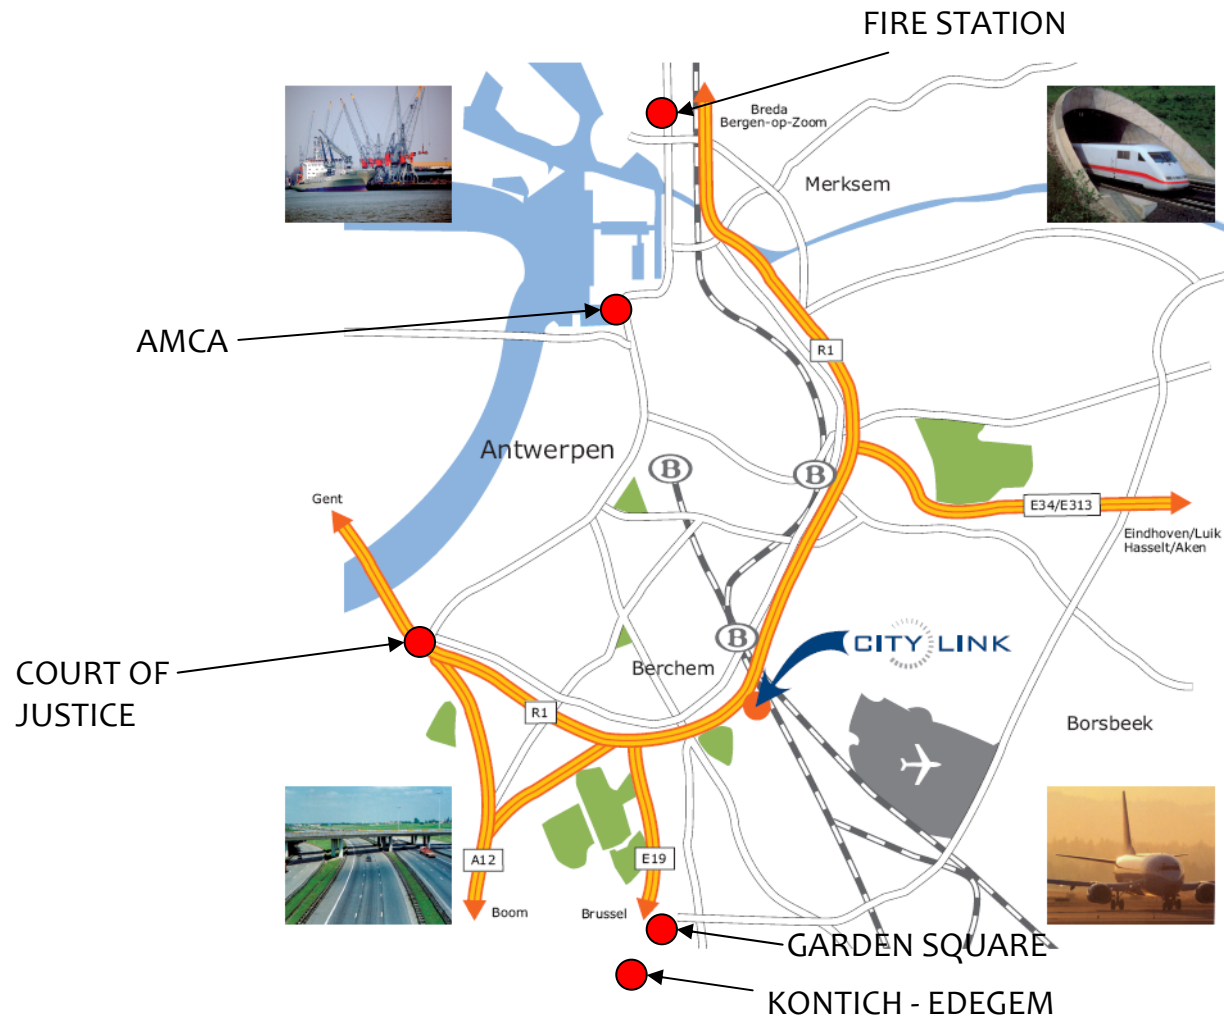 FIRE STATION
Breda
Bergen-op-Zoom
Merksem
AMCA
R1
Antwerpen
B
B
Gent
E34/E313
Eindhoven/Luik
Hasselt/Aken
B
CITY LINK
COURT OF
JUSTICE
Berchem
R1
Borsbeek
A12
E19
Boom
Brussel
GARDEN SQUARE
KONTICH - EDEGEM